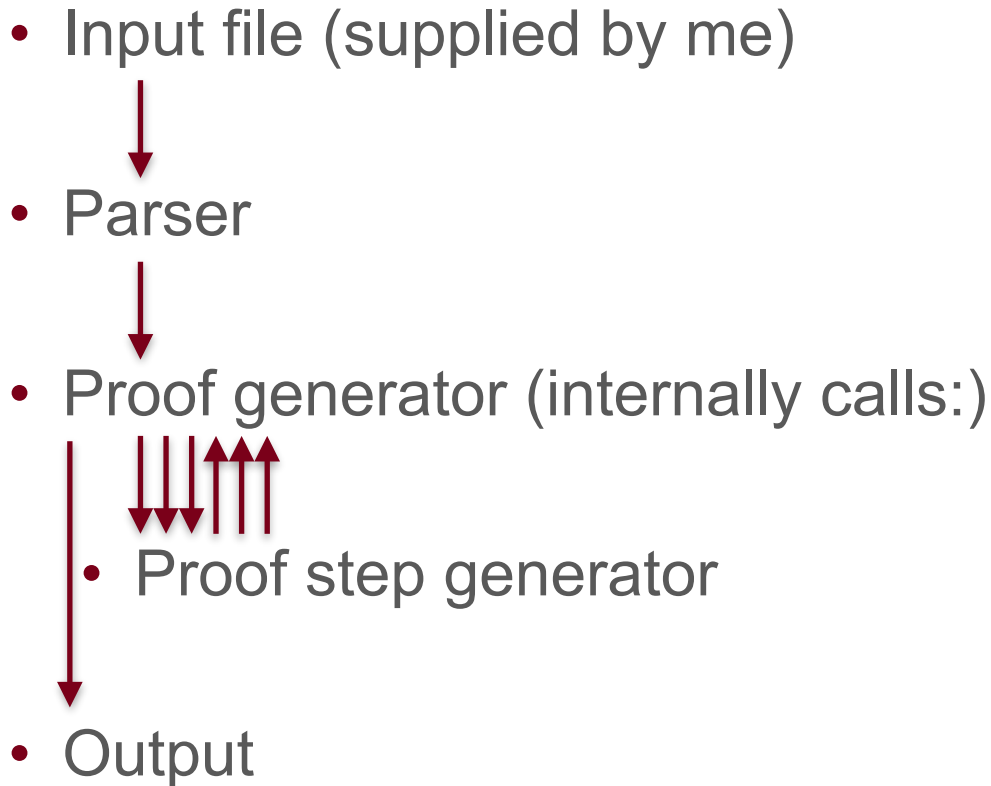 • Input file (supplied by me)
• Parser
• Proof generator (internally calls:)
• Proof step generator
• Output